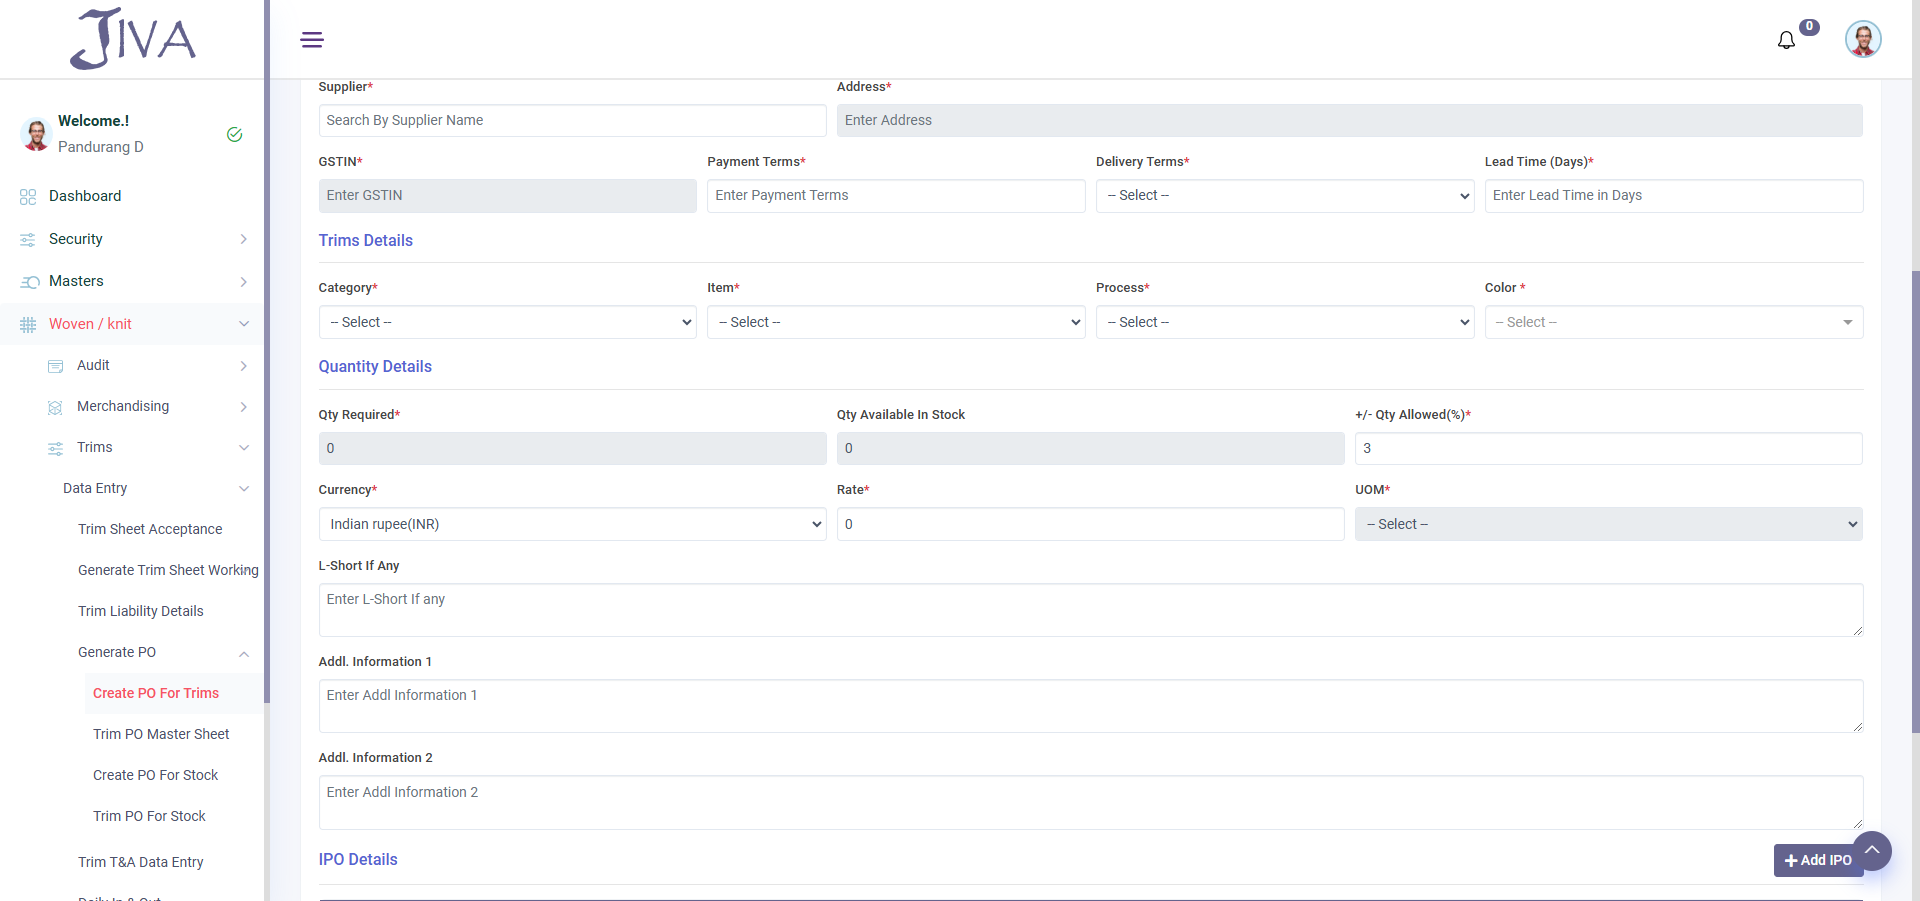 JIVA
0
Welcome.!
Pandurang D
Dashboard
Security
Masters
Woven / knit
Audit
Merchandising
Trims
Data Entry
Trim Sheet Acceptance
Generate Trim Sheet Working
Trim Liability Details
Generate PO
Create PO For Trims
Trim PO Master Sheet
Create PO For Stock
Trim PO For Stock
Trim T&A Data Entry
Supplier* Address*
Search By Supplier Name Enter Address
GSTIN* Payment Terms* Delivery Terms* Lead Time (Days)*
Enter GSTIN Enter Payment Terms -- Select -- Enter Lead Time in Days
Trims Details
Category* Item* Process* Color *
-- Select -- -- Select -- -- Select -- -- Select --
Quantity Details
Qty Required* Qty Available In Stock +/- Qty Allowed(%)*
0 0 3
Currency* Rate* UOM*
Indian rupee(INR) 0 -- Select --
L-Short If Any
Enter L-Short If any
Addl. Information 1
Enter Addl Information 1
Addl. Information 2
Enter Addl Information 2
IPO Details
Add IPO